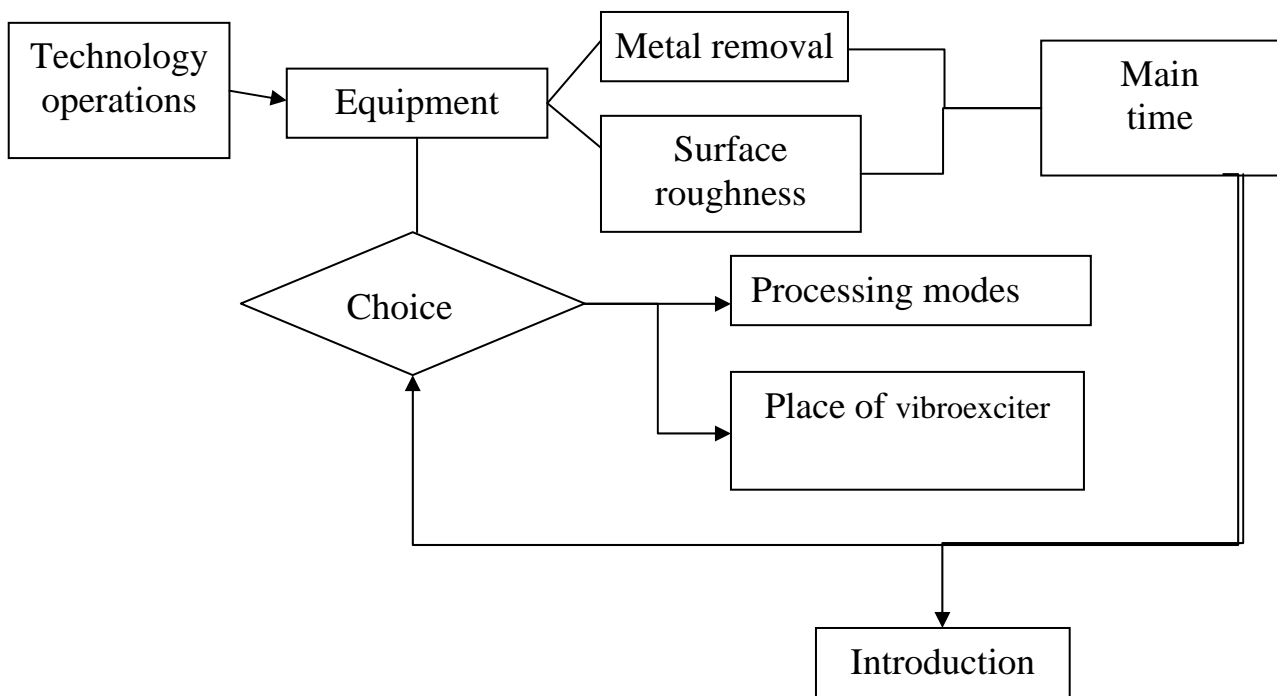 Technology
operations
Equipment
Metal removal
Surface
roughness
Main
time
Choice
Processing modes
Place of vibroexciter
Introduction